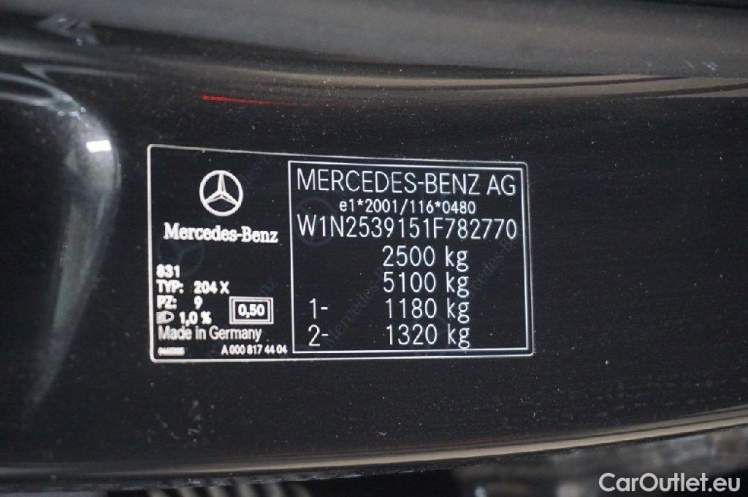 Mercedes-Benz
831
TYP: 204 X
PZ: 9
1,0 %
0,50
Made in Germany
A 000 817 44 04
MERCEDES-BENZ AG
e1*2001/116*0480
W1N2539151F782770
2500 kg
5100 kg
1- 1180 kg
2- 1320 kg
CarOutlet.eu